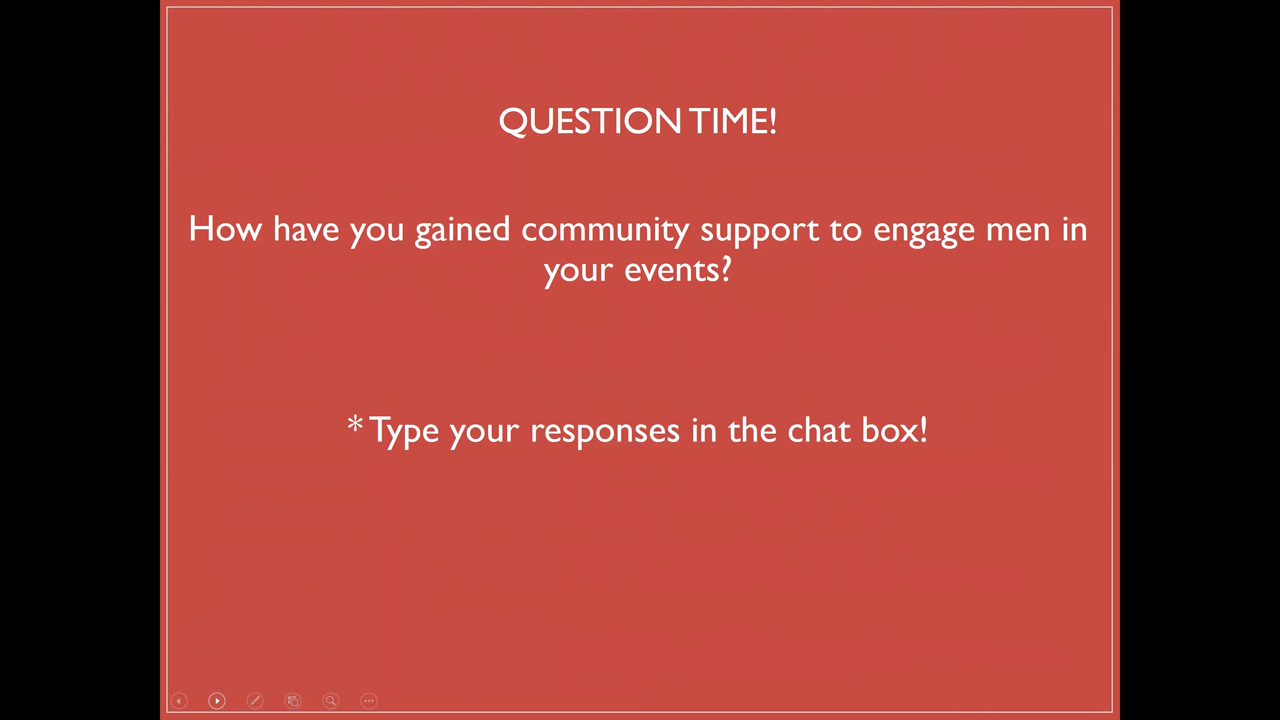 QUESTION TIME!
How have you gained community support to engage men in
your events?
* Type your responses in the chat box!